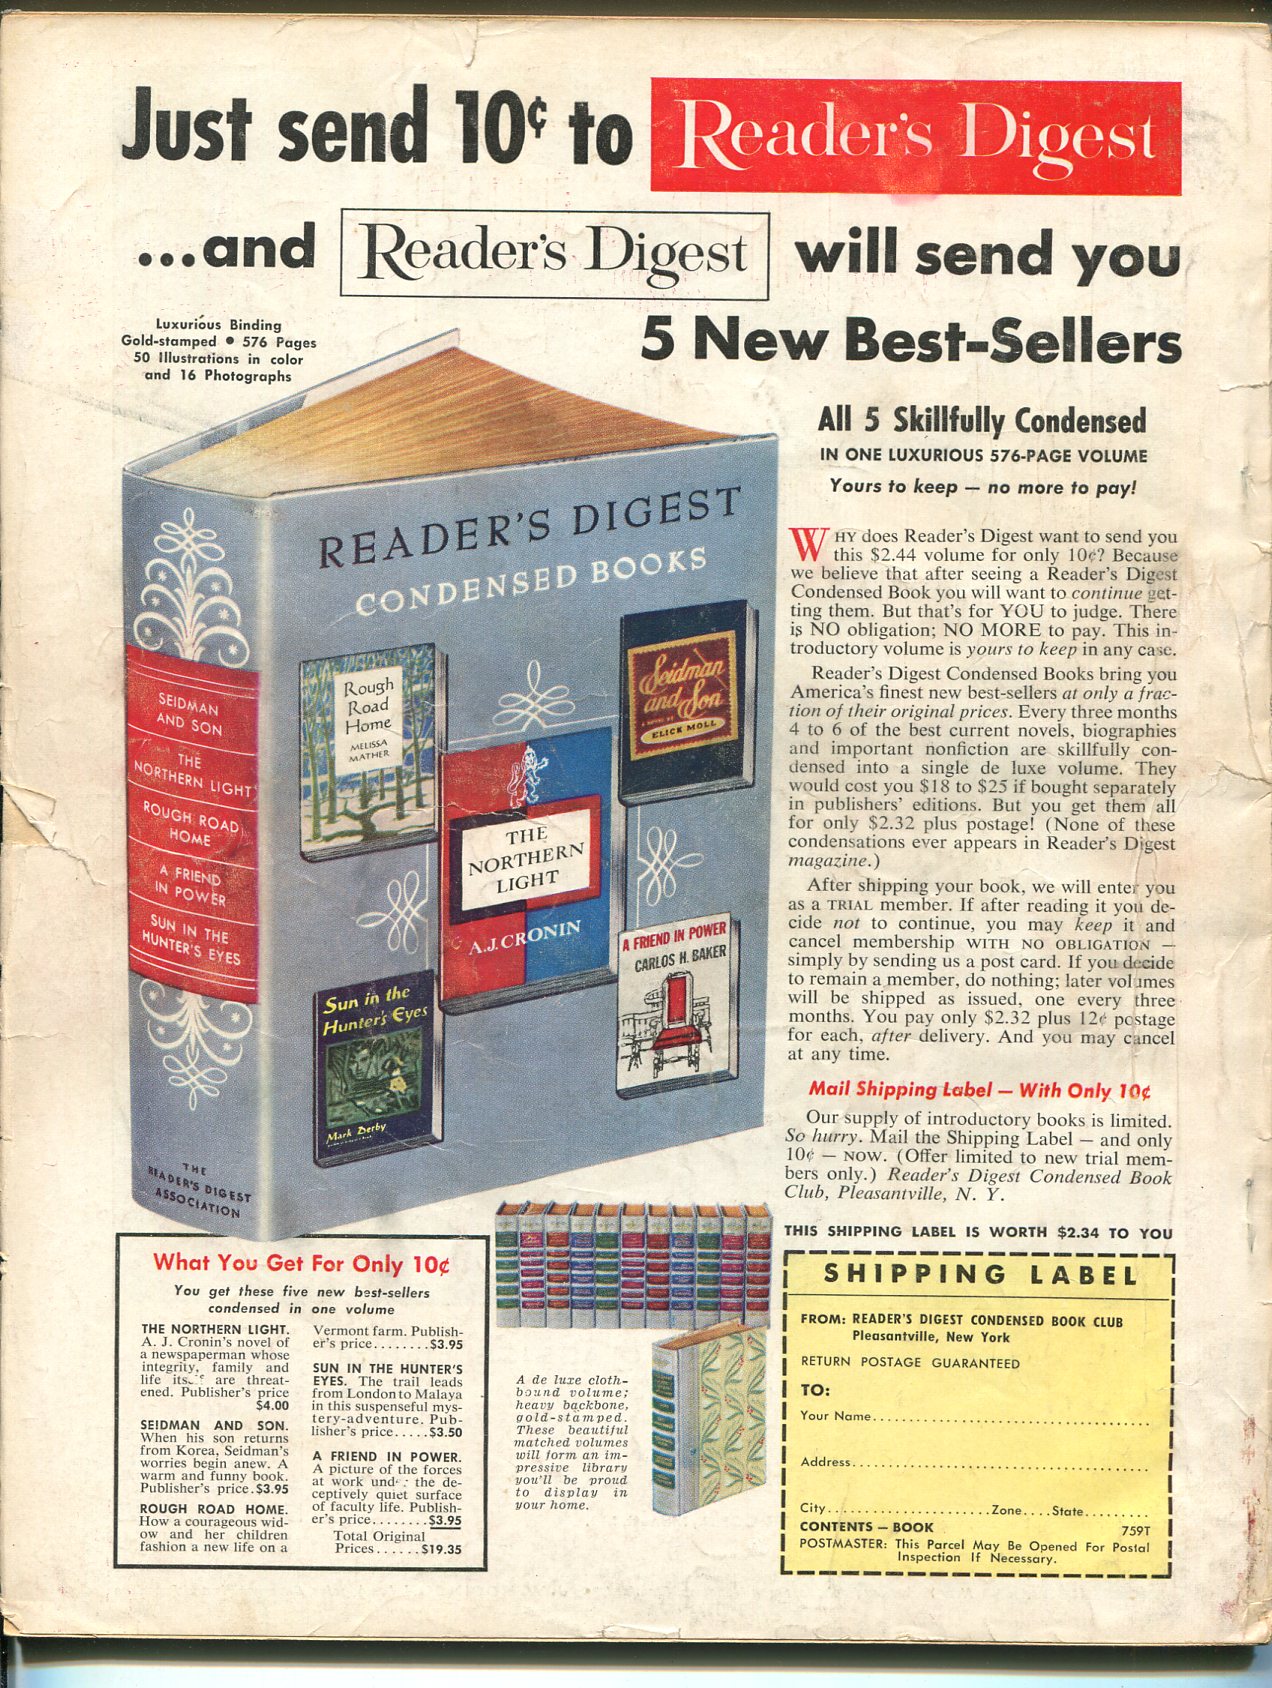 Just send 10¢ to Reader's Digest
...and Reader's Digest will send you
5 New Best-Sellers
Luxurious Binding
Gold-stamped • 576 Pages
50 Illustrations in color
and 16 Photographs
READER'S DIGEST
CONDENSED BOOKS
SEIDMAN
AND SON
THE
NORTHERN LIGHT
ROUGH ROAD
HOME
A FRIEND
IN POWER
SUN IN THE
HUNTER'S EYES
THE
READER'S DIGEST
ASSOCIATION
Rough
Road
Home
MELISSA
MATHER
Seidman
and Son
A NOVEL BY
ELICK MOLL
THE
NORTHERN
LIGHT
A.J. CRONIN
Sun in the
Hunter's Eyes
Mark Derby
A FRIEND IN POWER
CARLOS H. BAKER
All 5 Skillfully Condensed
IN ONE LUXURIOUS 576-PAGE VOLUME
Yours to keep — no more to pay!
WHY does Reader's Digest want to send you
this $2.44 volume for only 10¢? Because
we believe that after seeing a Reader's Digest
Condensed Book you will want to continue get-
ting them. But that's for YOU to judge. There
is NO obligation; NO MORE to pay. This in-
troductory volume is yours to keep in any case.
Reader's Digest Condensed Books bring you
America's finest new best-sellers at only a frac-
tion of their original prices. Every three months
4 to 6 of the best current novels, biographies
and important nonfiction are skillfully con-
densed into a single de luxe volume. They
would cost you $18 to $25 if bought separately
in publishers' editions. But you get them all
for only $2.32 plus postage! (None of these
condensations ever appears in Reader's Digest
magazine.)
After shipping your book, we will enter you
as a TRIAL member. If after reading it you de-
cide not to continue, you may keep it and
cancel membership WITH NO OBLIGATION —
simply by sending us a post card. If you decide
to remain a member, do nothing; later volumes
will be shipped as issued, one every three
months. You pay only $2.32 plus 12¢ postage
for each, after delivery. And you may cancel
at any time.
Mail Shipping Label — With Only 10¢
Our supply of introductory books is limited.
So hurry. Mail the Shipping Label — and only
10¢ — NOW. (Offer limited to new trial mem-
bers only.) Reader's Digest Condensed Book
Club, Pleasantville, N. Y.
THIS SHIPPING LABEL IS WORTH $2.34 TO YOU
SHIPPING LABEL
FROM: READER'S DIGEST CONDENSED BOOK CLUB
Pleasantville, New York
RETURN POSTAGE GUARANTEED
TO:
Your Name
Address
City....................Zone....State.........
CONTENTS — BOOK 759T
POSTMASTER: This Parcel May Be Opened For Postal
Inspection If Necessary.
What You Get For Only 10¢
You get these five new best-sellers
condensed in one volume
THE NORTHERN LIGHT.
A. J. Cronin's novel of
a newspaperman whose
integrity, family and
life itself are threat-
ened. Publisher's price
$4.00
SEIDMAN AND SON.
When his son returns
from Korea, Seidman's
worries begin anew. A
warm and funny book.
Publisher's price.$3.95
ROUGH ROAD HOME.
How a courageous wid-
ow and her children
fashion a new life on a
Vermont farm. Publish-
er's price........$3.95
SUN IN THE HUNTER'S
EYES. The trail leads
from London to Malaya
in this suspenseful mys-
tery-adventure. Pub-
lisher's price.....$3.50
A FRIEND IN POWER.
A picture of the forces
at work under the de-
ceptively quiet surface
of faculty life. Publish-
er's price........$3.95
Total Original
Prices......$19.35
A de luxe cloth-
bound volume;
heavy backbone,
gold-stamped.
These beautiful
matched volumes
will form an im-
pressive library
you'll be proud
to display in
your home.